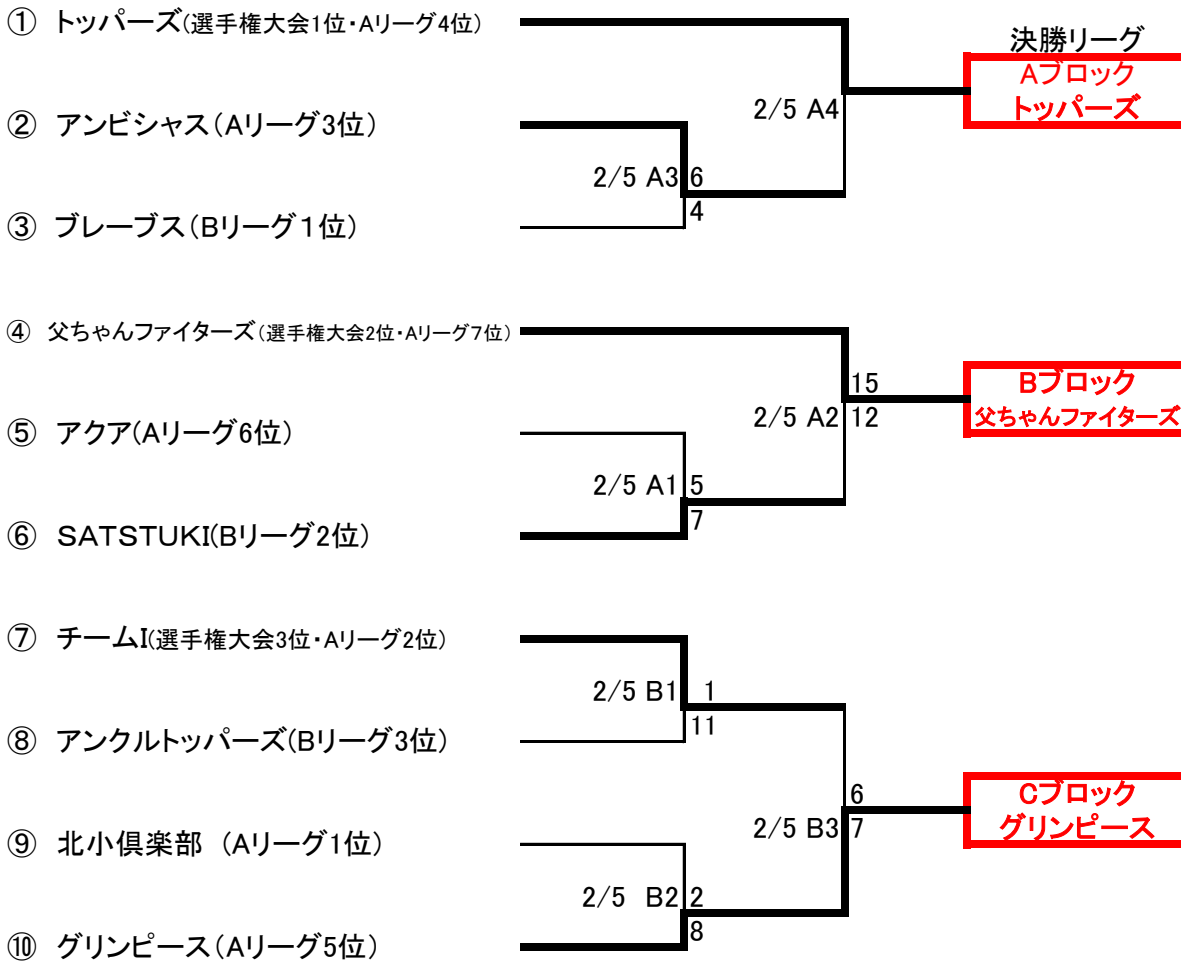 ① トッパーズ(選手権大会1位・Aリーグ4位)
決勝リーグ
Aブロック
トッパーズ
2/5 A4
② アンビシャス(Aリーグ3位)
2/5 A3 6
4
③ ブレーブス(Bリーグ1位)
④ 父ちゃんファイターズ(選手権大会2位・Aリーグ7位)
15
Bブロック
2/5 A2 12
父ちゃんファイターズ
⑤ アクア(Aリーグ6位)
2/5 A1 5
7
⑥ SATSTUKI(Bリーグ2位)
⑦ チームI(選手権大会3位・Aリーグ2位)
2/5 B1 1
11
⑧ アンクルトッパーズ(Bリーグ3位)
6
Cブロック
2/5 B3 7
グリンピース
⑨ 北小倶楽部 (Aリーグ1位)
2/5 B2 2
8
⑩ グリンピース(Aリーグ5位)